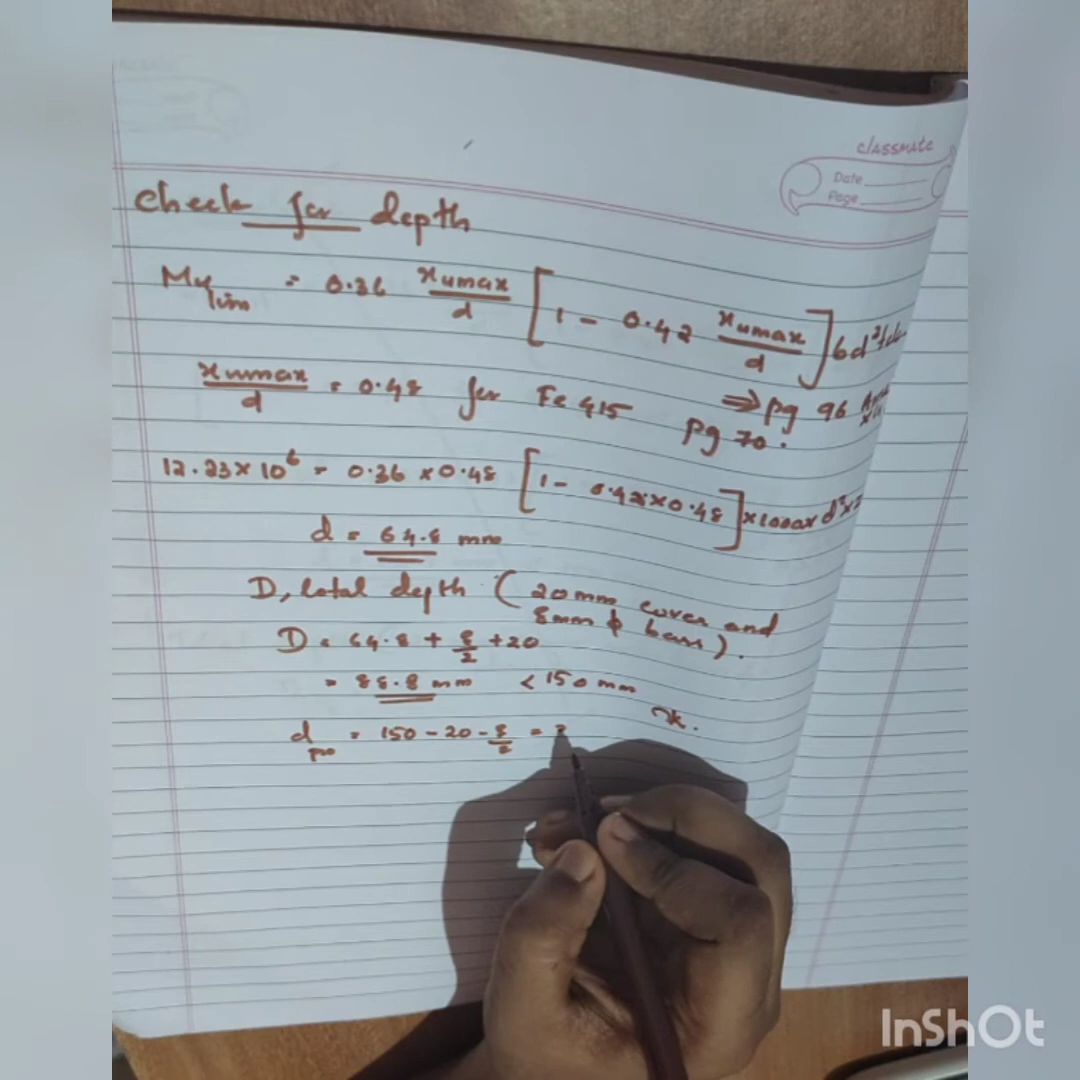 classmate
Date
Page
Check for depth
Mu lim = 0.36 xumax/d [1 - 0.42 xumax/d] bd²fck
xumax/d = 0.48 for Fe 415 ⇒ pg 96
pg 70.
12.23 × 10⁶ = 0.36 × 0.48 [1 - 0.42 × 0.48] × 1000 × d² × 2
d = 64.8 mm
D, total depth (20mm cover and
8mm ϕ bars).
D = 64.8 + 8/2 + 20
= 88.8 mm < 150 mm
Ok.
d pro = 150 - 20 - 8/2 =
InShOt